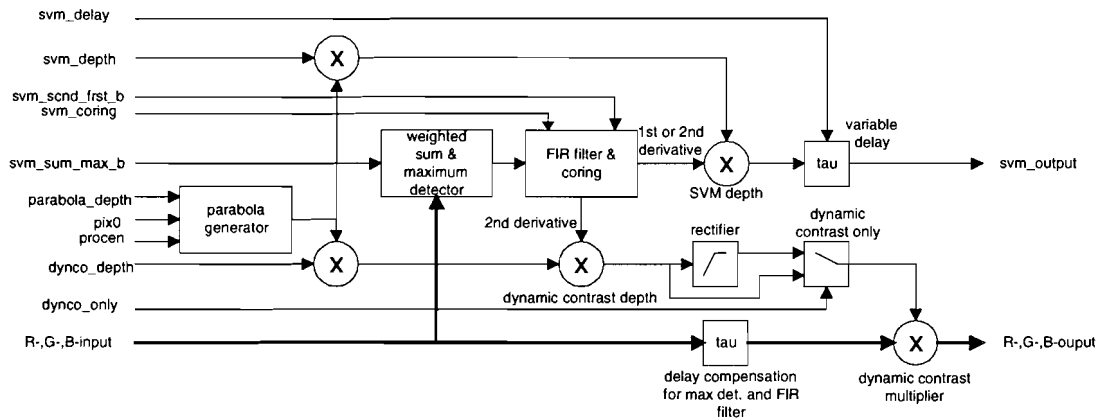 svm_delay
svm_depth
X
svm_scnd_frst_b
svm_coring
svm_sum_max_b
weighted
sum &
maximum
detector
FIR filter &
coring
1st or 2nd
derivative
X
SVM depth
variable
delay
tau
svm_output
parabola_depth
pix0
procen
parabola
generator
2nd derivative
rectifier
dynamic
contrast only
dynco_depth
X
X
dynamic contrast depth
dynco_only
R-,G-,B-input
tau
delay compensation
for max det. and FIR
filter
X
dynamic contrast
multiplier
R-,G-,B-ouput